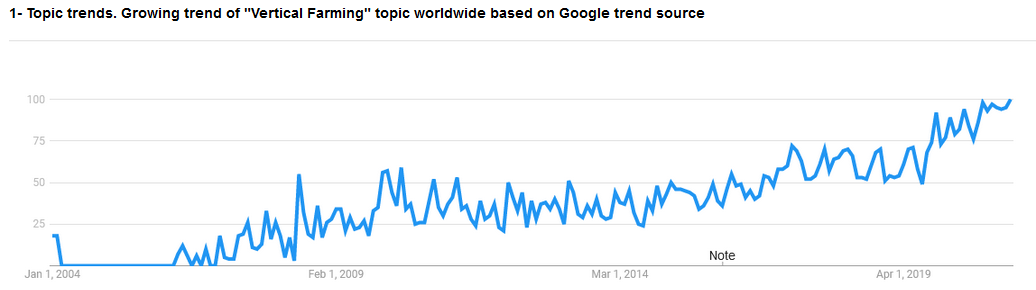 1- Topic trends. Growing trend of "Vertical Farming" topic worldwide based on Google trend source
100
75
50
25
Note
Jan 1, 2004 Feb 1, 2009 Mar 1, 2014 Apr 1, 2019